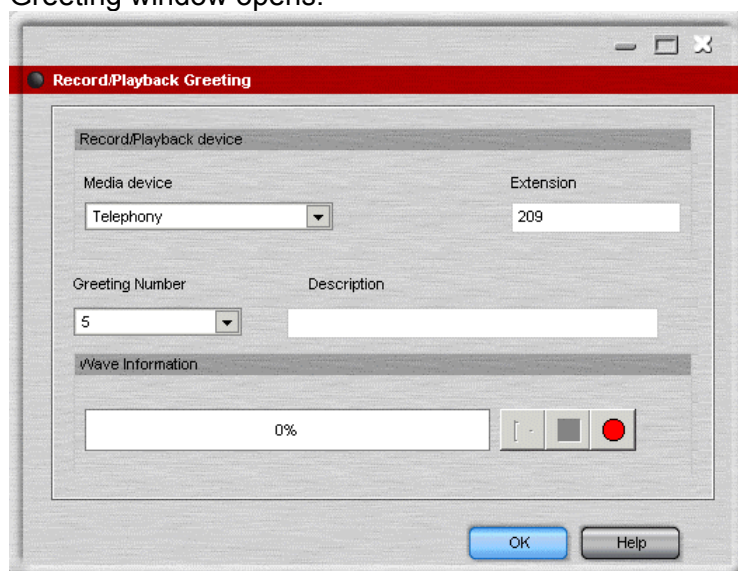 Greeting window opens.
Record/Playback Greeting
Record/Playback device
Media device Extension
Telephony 209
Greeting Number Description
5
Wave Information
0%
OK Help